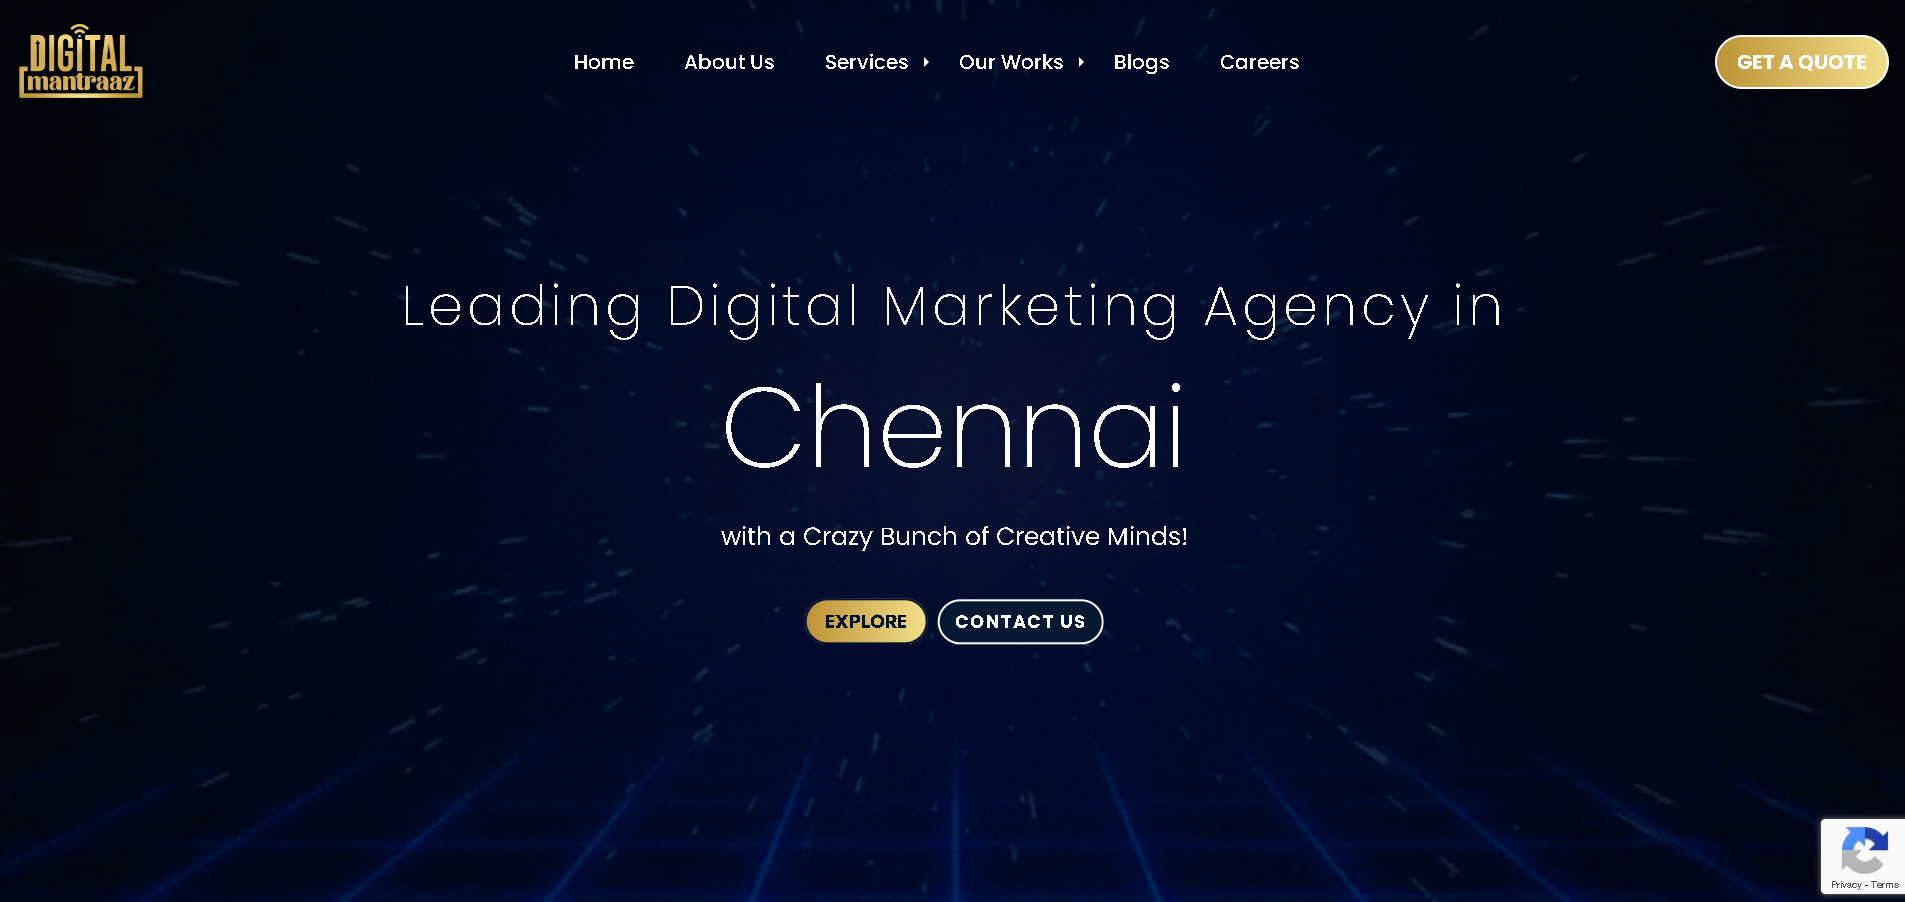 DIGITAL
mantraaz
Home About Us Services Our Works Blogs Careers
GET A QUOTE
Leading Digital Marketing Agency in
Chennai
with a Crazy Bunch of Creative Minds!
EXPLORE CONTACT US
Privacy - Terms